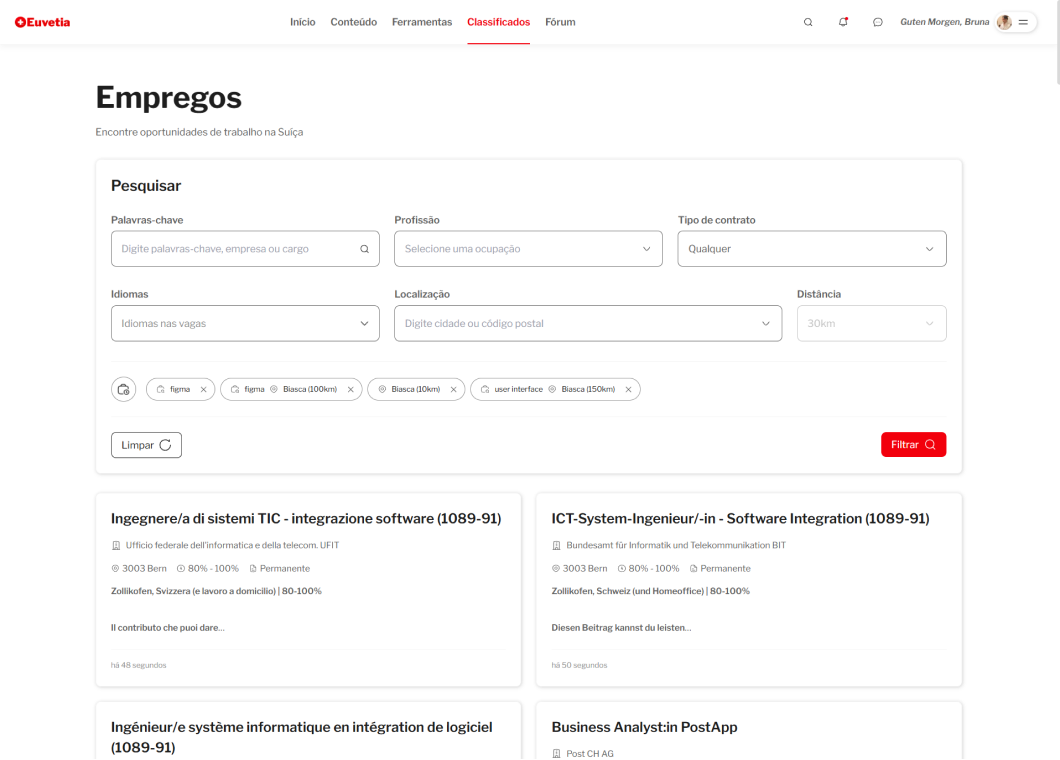 Euvetia
Início Conteúdo Ferramentas Classificados Fórum
Guten Morgen, Bruna
Empregos
Encontre oportunidades de trabalho na Suíça
Pesquisar
Palavras-chave Profissão Tipo de contrato
Digite palavras-chave, empresa ou cargo Selecione uma ocupação Qualquer
Idiomas Localização Distância
Idiomas nas vagas Digite cidade ou código postal 30km
figma figma Biasca (100km) Biasca (10km) user interface Biasca (150km)
Limpar Filtrar
Ingegnere/a di sistemi TIC - integrazione software (1089-91)
Ufficio federale dell'informatica e della telecom. UFIT
3003 Bern 80% - 100% Permanente
Zollikofen, Svizzera (e lavoro a domicilio) | 80-100%
Il contributo che puoi dare...
há 48 segundos
ICT-System-Ingenieur/-in - Software Integration (1089-91)
Bundesamt für Informatik und Telekommunikation BIT
3003 Bern 80% - 100% Permanente
Zollikofen, Schweiz (und Homeoffice) | 80-100%
Diesen Beitrag kannst du leisten...
há 50 segundos
Ingénieur/e système informatique en intégration de logiciel
(1089-91)
Business Analyst:in PostApp
Post CH AG